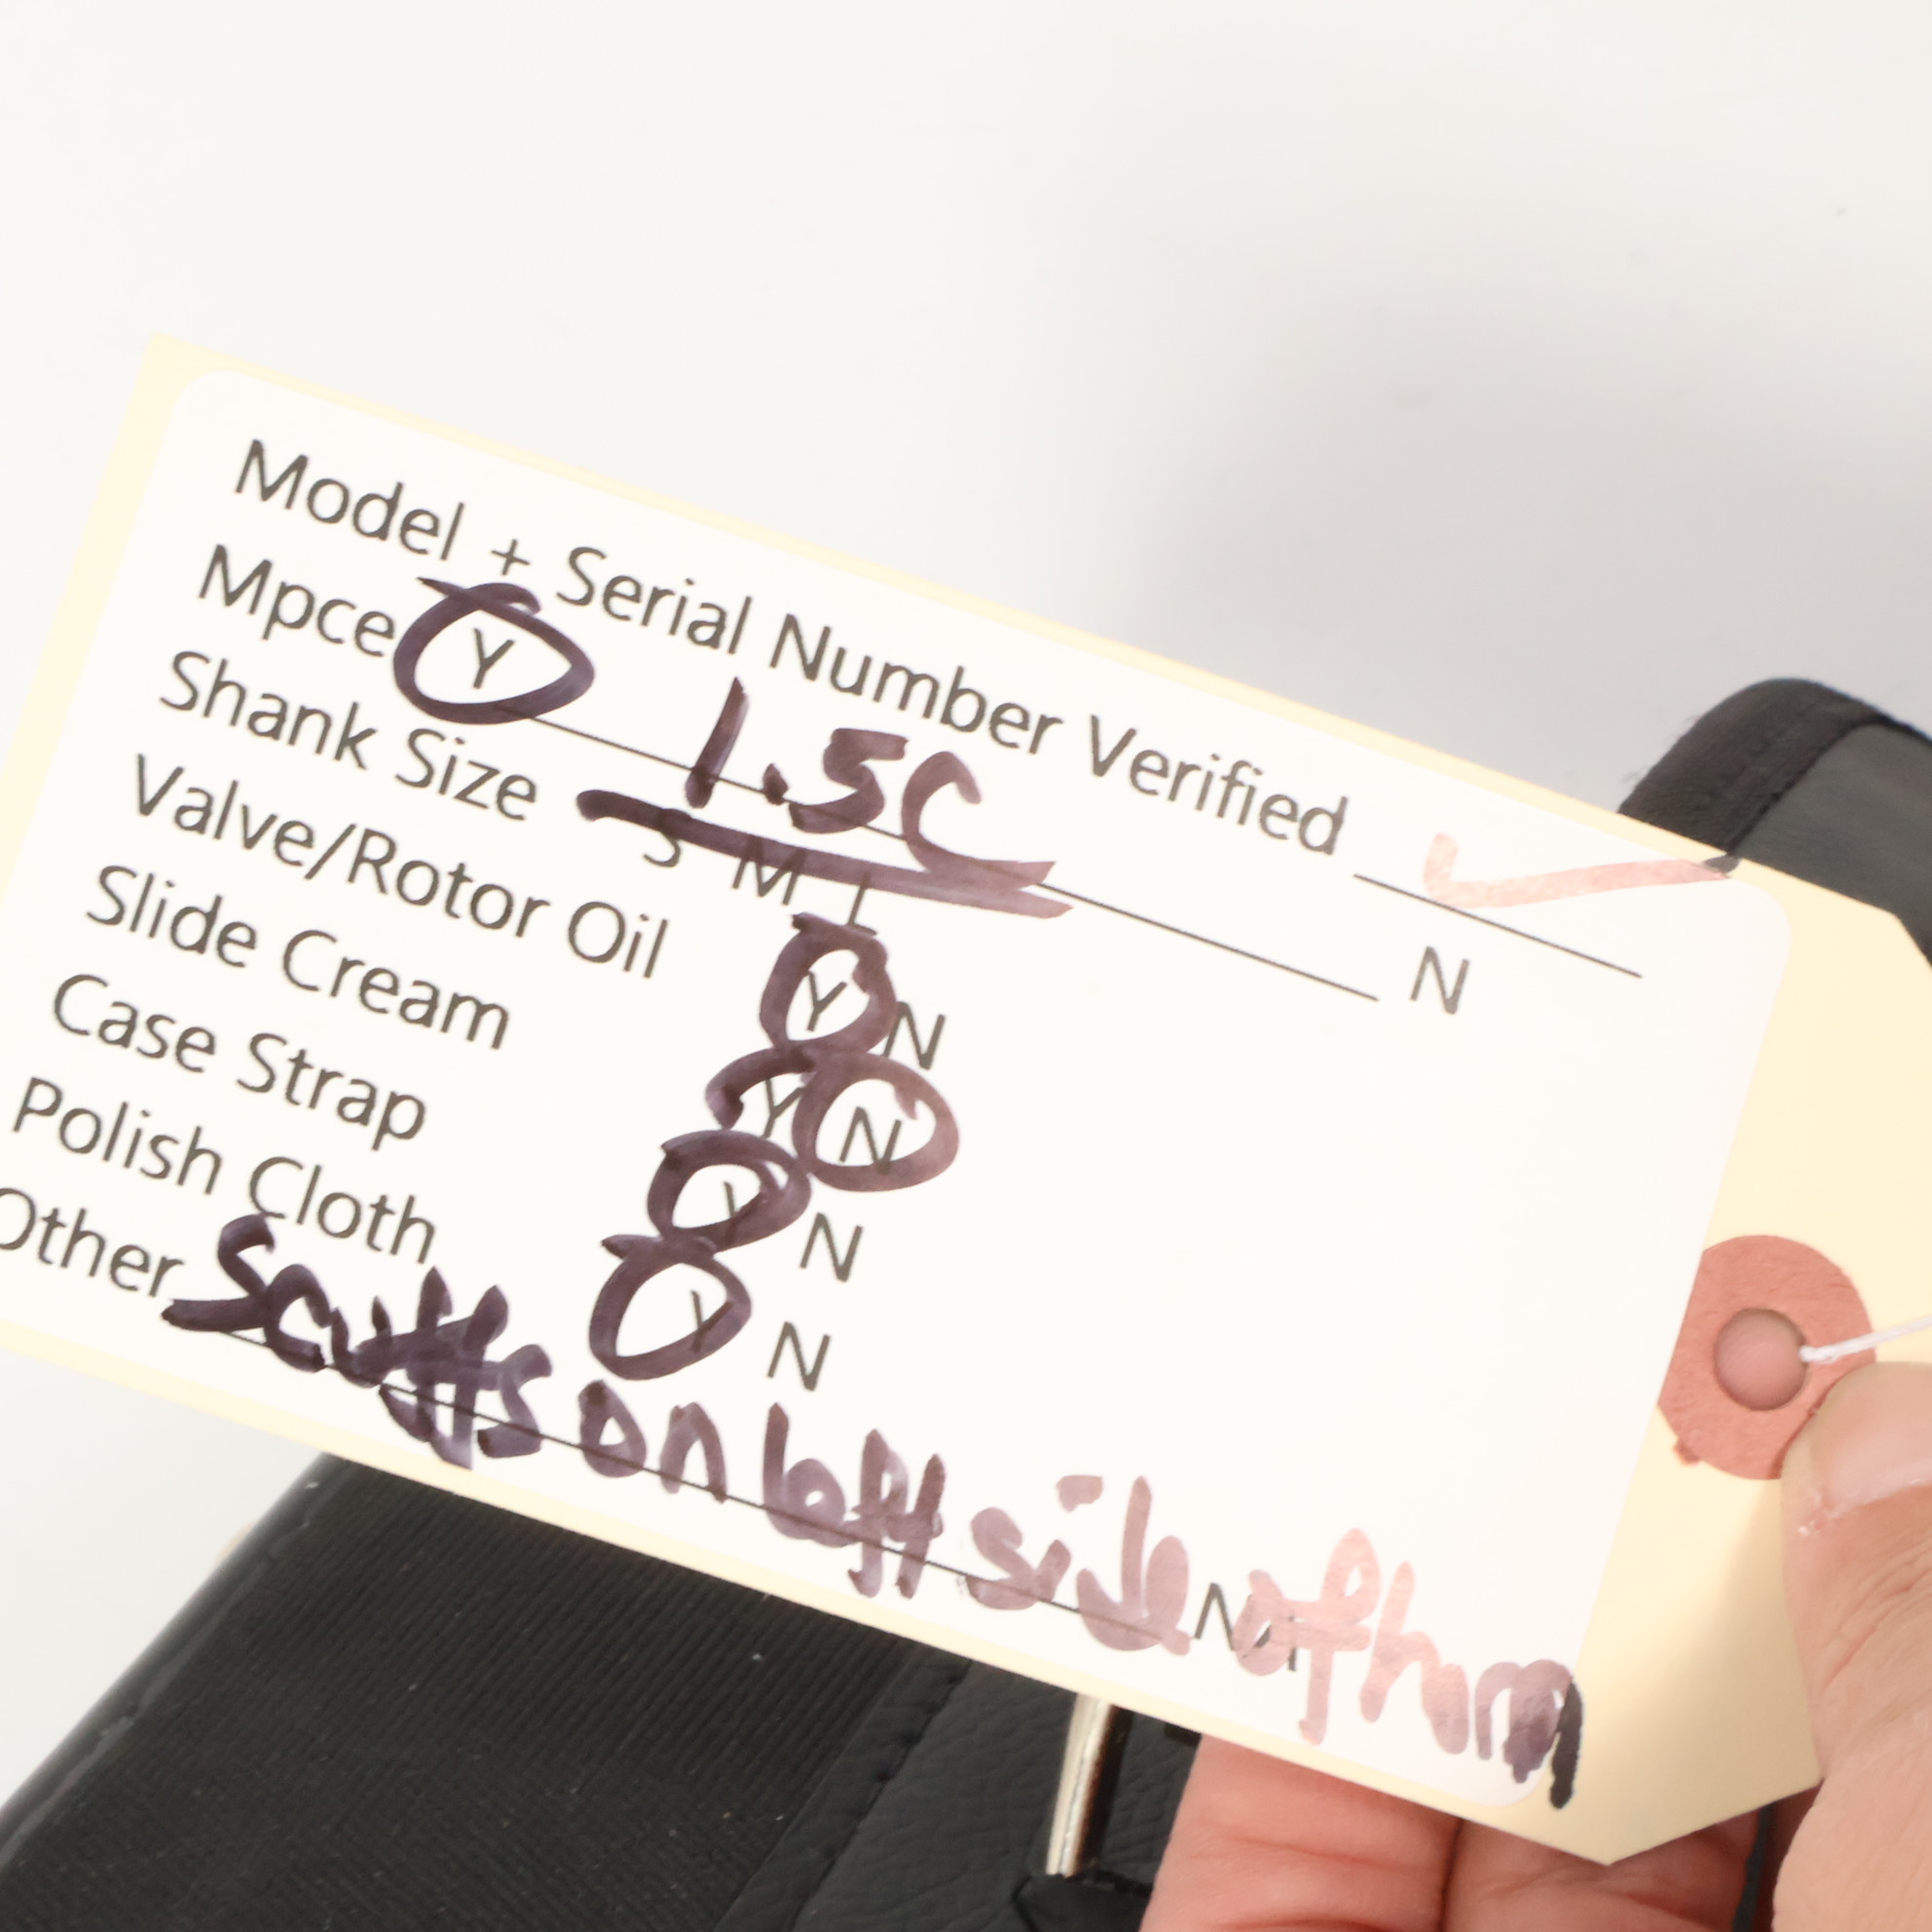 Model + Serial Number Verified ✓
Mpce Y 1.5C N
Shank Size S M L
Valve/Rotor Oil Y N
Slide Cream Y N
Case Strap Y N
Polish Cloth Y N
Other Scuffs on left side of horn N